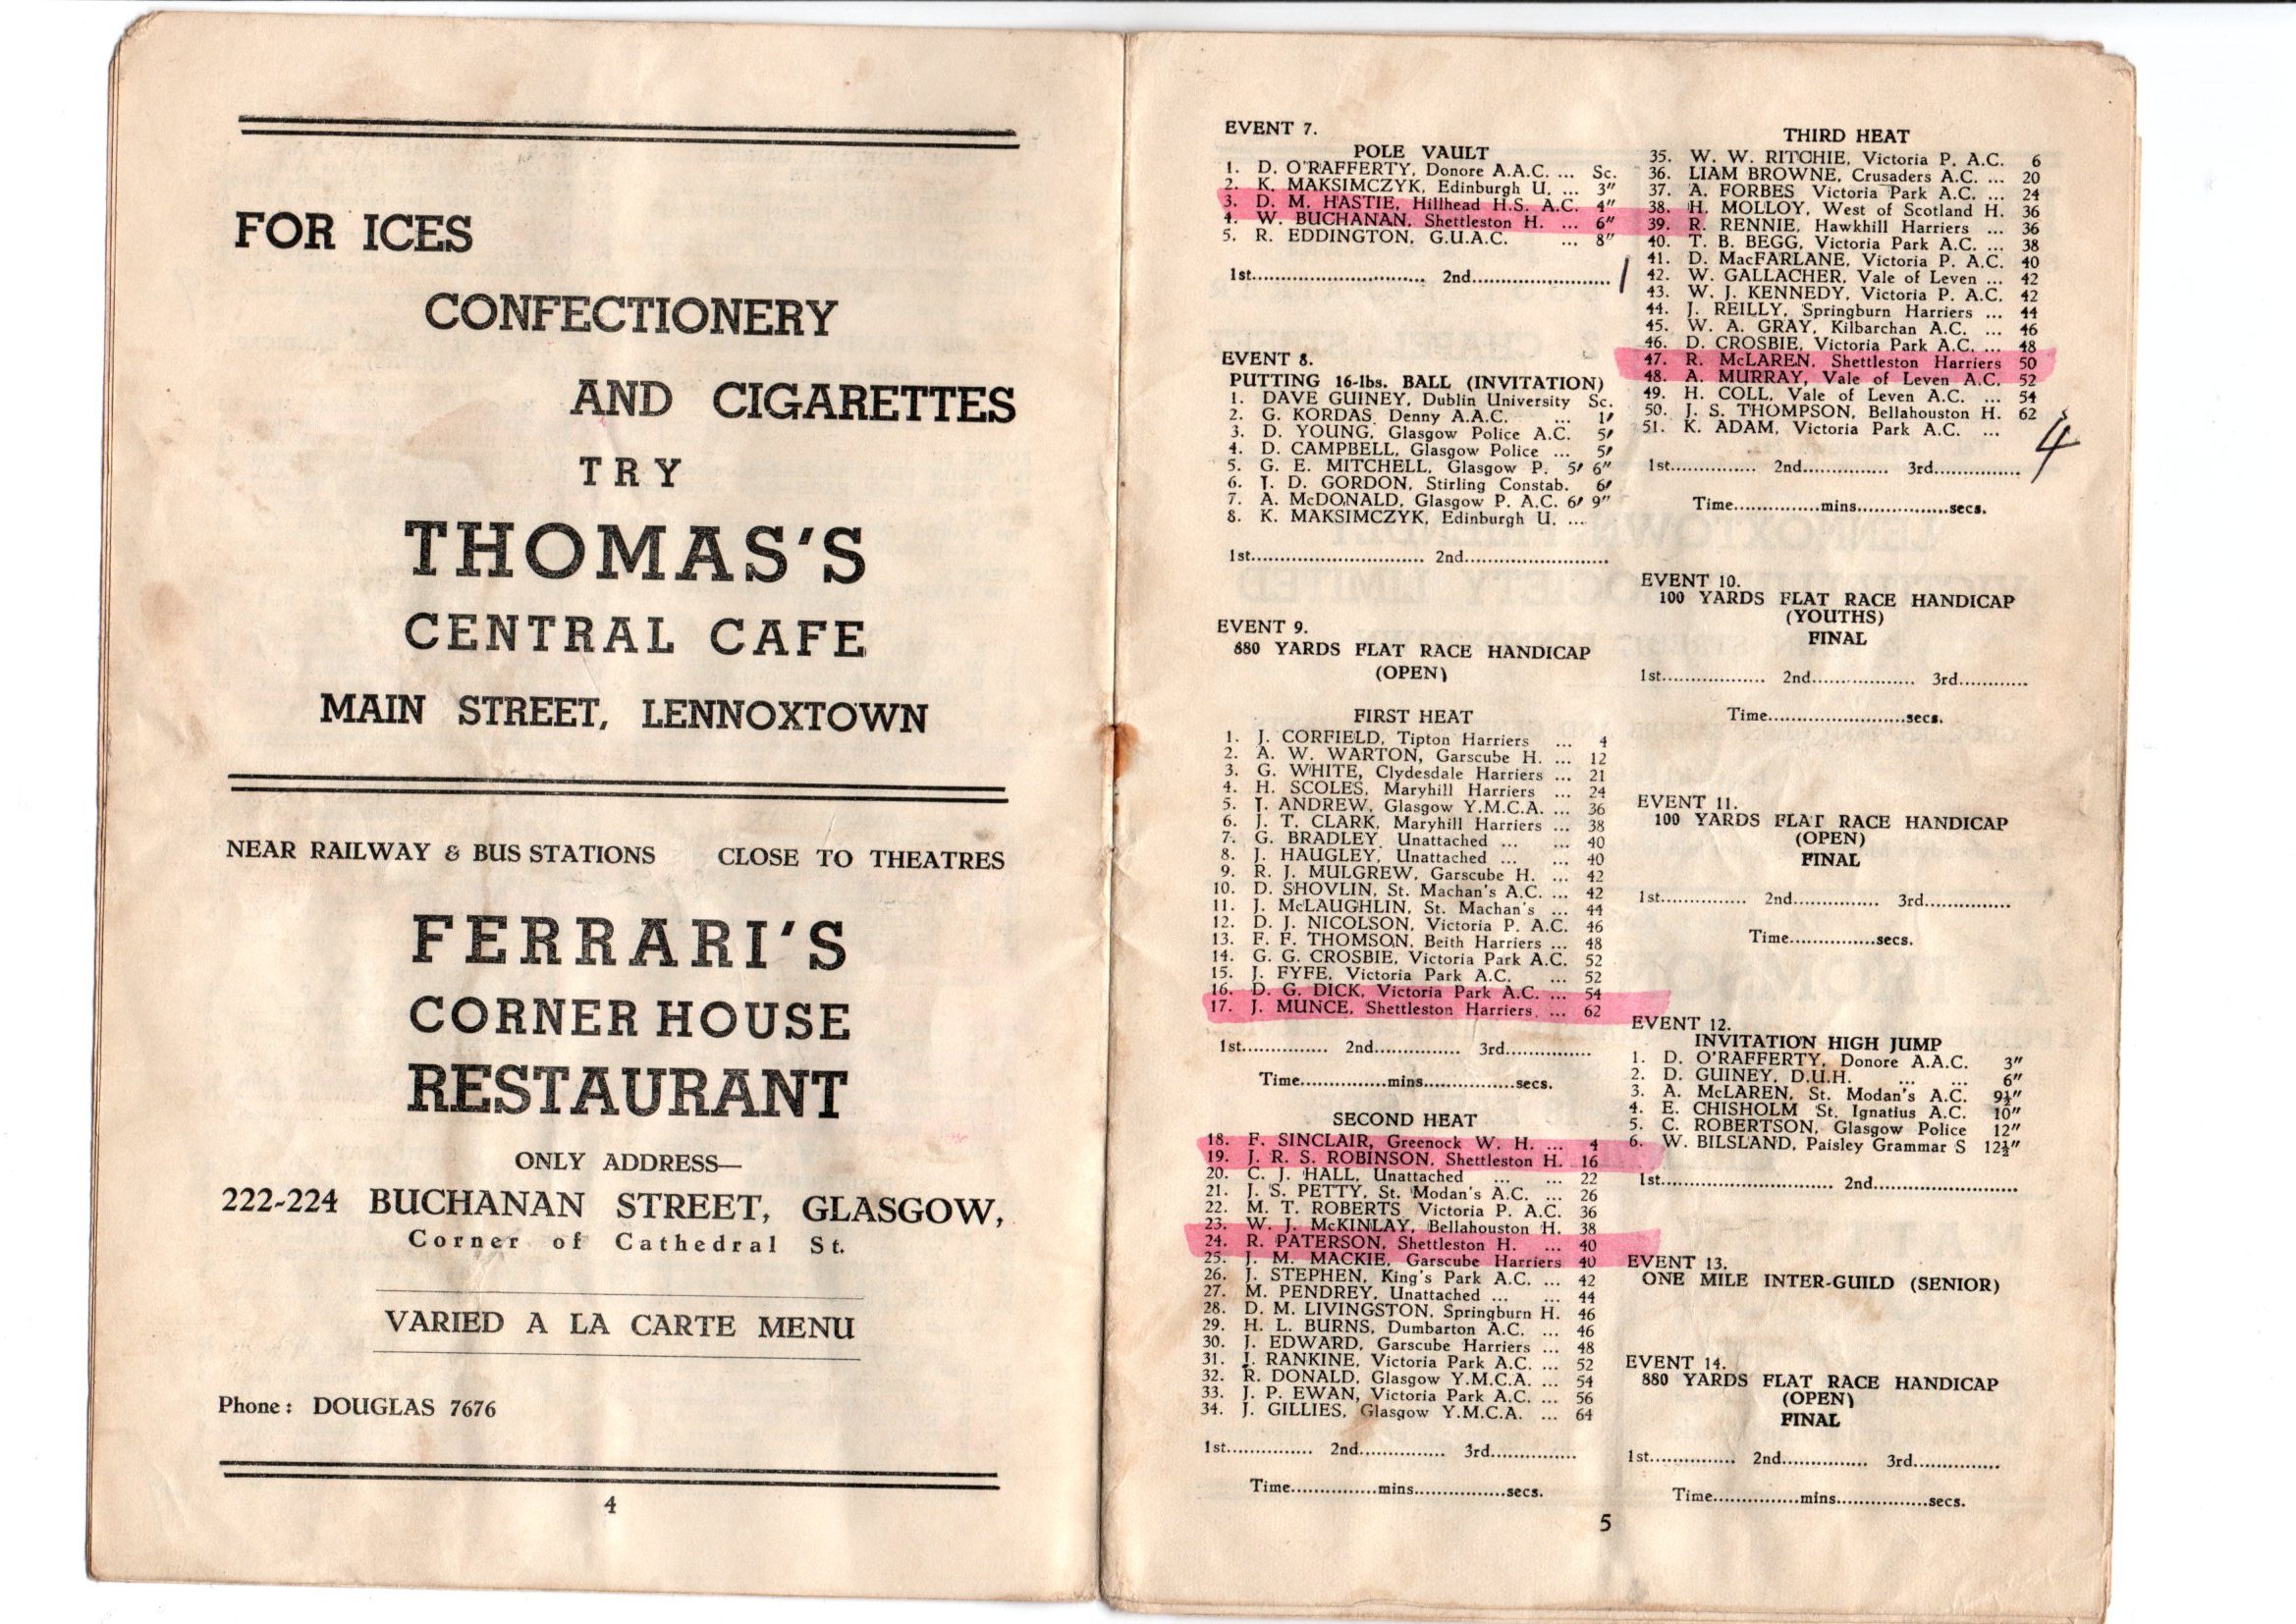 FOR ICES
CONFECTIONERY
AND CIGARETTES
TRY
THOMAS'S
CENTRAL CAFE
MAIN STREET, LENNOXTOWN
NEAR RAILWAY & BUS STATIONS CLOSE TO THEATRES
FERRARI'S
CORNER HOUSE
RESTAURANT
ONLY ADDRESS—
222-224 BUCHANAN STREET, GLASGOW,
Corner of Cathedral St.
VARIED A LA CARTE MENU
Phone: DOUGLAS 7676
4
EVENT 7.
POLE VAULT
1. D. O'RAFFERTY, Donore A.A.C. ... Sc.
2. K. MAKSIMCZYK, Edinburgh U. ... 3"
3. D. M. HASTIE, Hillhead H.S. A.C. 4"
4. W. BUCHANAN, Shettleston H. ... 6"
5. R. EDDINGTON, G.U.A.C. ... 8"
1st............................ 2nd........................ /
EVENT 8.
PUTTING 16-lbs. BALL (INVITATION)
1. DAVE GUINEY, Dublin University Sc.
2. G. KORDAS, Denny A.A.C. ... 1'
3. D. YOUNG, Glasgow Police A.C. 5'
4. D. CAMPBELL, Glasgow Police ... 5'
5. G. E. MITCHELL, Glasgow P. 5' 6"
6. J. D. GORDON, Stirling Constab. 6'
7. A. McDONALD, Glasgow P. A.C. 6' 9"
8. K. MAKSIMCZYK, Edinburgh U. ...
1st............................ 2nd............................
EVENT 9.
880 YARDS FLAT RACE HANDICAP
(OPEN)
FIRST HEAT
1. J. CORFIELD, Tipton Harriers ... 4
2. A. W. WARTON, Garscube H. ... 12
3. G. WHITE, Clydesdale Harriers ... 21
4. H. SCOLES, Maryhill Harriers ... 24
5. J. ANDREW, Glasgow Y.M.C.A. ... 36
6. J. T. CLARK, Maryhill Harriers ... 38
7. G. BRADLEY, Unattached ... ... 40
8. J. HAUGLEY, Unattached ... ... 40
9. R. J. MULGREW, Garscube H. ... 42
10. D. SHOVLIN, St. Machan's A.C. ... 42
11. J. McLAUGHLIN, St. Machan's ... 44
12. D. J. NICOLSON, Victoria P. A.C. 46
13. F. F. THOMSON, Beith Harriers ... 48
14. G. G. CROSBIE, Victoria Park A.C. 52
15. J. FYFE, Victoria Park A.C. ... 52
16. D. G. DICK, Victoria Park A.C. ... 54
17. J. MUNCE, Shettleston Harriers, ... 62
1st............... 2nd............... 3rd...............
Time...............mins...............secs.
SECOND HEAT
18. F. SINCLAIR, Greenock W. H. ... 4
19. J. R. S. ROBINSON, Shettleston H. 16
20. C. J. HALL, Unattached ... ... 22
21. J. S. PETTY, St. Modan's A.C. ... 26
22. M. T. ROBERTS Victoria P. A.C. 36
23. W. J. McKINLAY, Bellahouston H. 38
24. R. PATERSON, Shettleston H. ... 40
25. J. M. MACKIE, Garscube Harriers 40
26. J. STEPHEN, King's Park A.C. ... 42
27. M. PENDREY, Unattached ... ... 44
28. D. M. LIVINGSTON, Springburn H. 46
29. H. L. BURNS, Dumbarton A.C. ... 46
30. J. EDWARD, Garscube Harriers ... 48
31. J. RANKINE, Victoria Park A.C. ... 52
32. R. DONALD, Glasgow Y.M.C.A. ... 54
33. J. P. EWAN, Victoria Park A.C. ... 56
34. J. GILLIES, Glasgow Y.M.C.A. ... 64
1st............... 2nd............... 3rd...............
Time...............mins...............secs.
THIRD HEAT
35. W. W. RITCHIE, Victoria P. A.C. 6
36. LIAM BROWNE, Crusaders A.C. ... 20
37. A. FORBES Victoria Park A.C. ... 24
38. H. MOLLOY, West of Scotland H. 36
39. R. RENNIE, Hawkhill Harriers ... 36
40. T. B. BEGG, Victoria Park A.C. ... 38
41. D. MacFARLANE, Victoria P. A.C. 40
42. W. GALLACHER, Vale of Leven ... 42
43. W. J. KENNEDY, Victoria P. A.C. 42
44. J. REILLY, Springburn Harriers ... 44
45. W. A. GRAY, Kilbarchan A.C. ... 46
46. D. CROSBIE, Victoria Park A.C. ... 48
47. R. McLAREN, Shettleston Harriers 50
48. A. MURRAY, Vale of Leven A.C. 52
49. H. COLL, Vale of Leven A.C. ... 54
50. J. S. THOMPSON, Bellahouston H. 62
51. K. ADAM, Victoria Park A.C. ...
1st............... 2nd............... 3rd............... 4
Time...............mins...............secs.
EVENT 10.
100 YARDS FLAT RACE HANDICAP
(YOUTHS)
FINAL
1st.................. 2nd.................. 3rd............
Time........................secs.
EVENT 11.
100 YARDS FLAT RACE HANDICAP
(OPEN)
FINAL
1st............... 2nd............... 3rd...............
Time...............secs.
EVENT 12.
INVITATION HIGH JUMP
1. D. O'RAFFERTY, Donore A.A.C. 3"
2. D. GUINEY, D.U.H. ... ... 6"
3. A. McLAREN, St. Modan's A.C. 9½"
4. E. CHISHOLM St. Ignatius A.C. 10"
5. C. ROBERTSON, Glasgow Police 12"
6. W. BILSLAND, Paisley Grammar S 12½"
1st............................ 2nd............................
EVENT 13.
ONE MILE INTER-GUILD (SENIOR)
EVENT 14.
880 YARDS FLAT RACE HANDICAP
(OPEN)
FINAL
1st............... 2nd............... 3rd...............
Time...............mins...............secs.
5